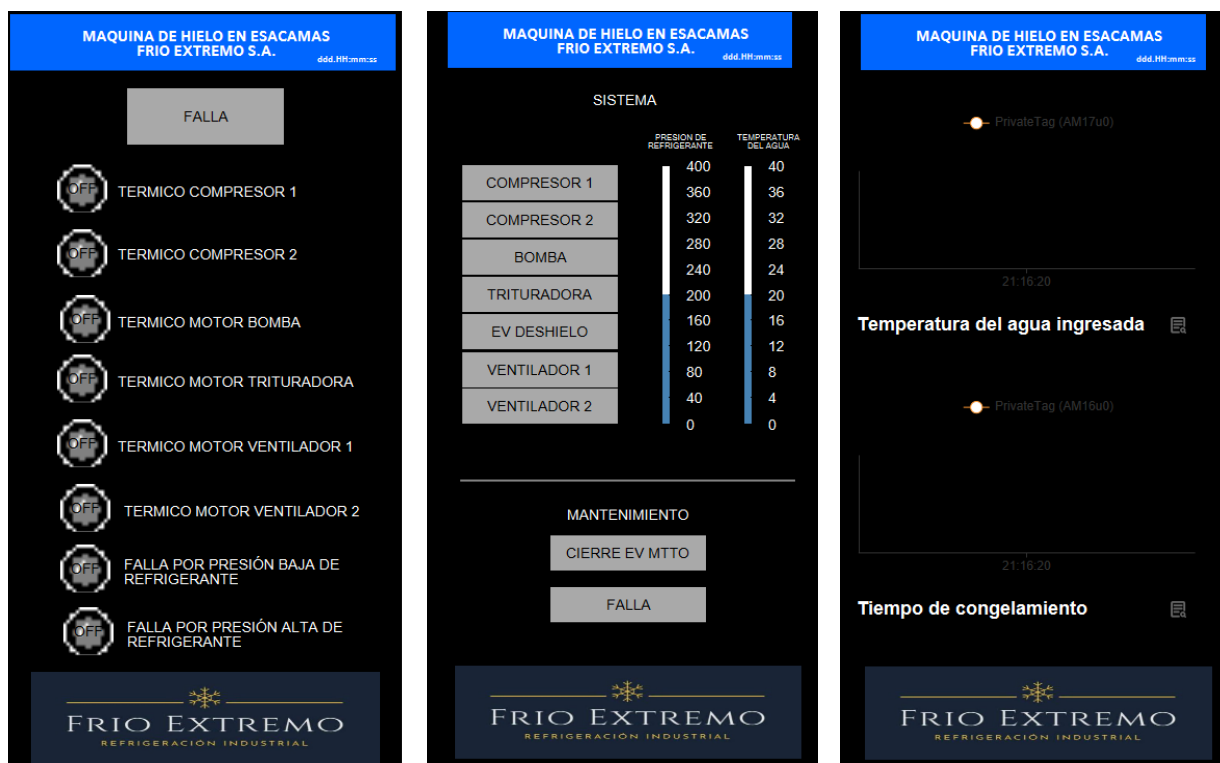 MAQUINA DE HIELO EN ESACAMAS
FRIO EXTREMO S.A.
ddd.HH:mm:ss
FALLA
OFF
TERMICO COMPRESOR 1
OFF
TERMICO COMPRESOR 2
OFF
TERMICO MOTOR BOMBA
OFF
TERMICO MOTOR TRITURADORA
OFF
TERMICO MOTOR VENTILADOR 1
OFF
TERMICO MOTOR VENTILADOR 2
OFF
FALLA POR PRESIÓN BAJA DE
REFRIGERANTE
OFF
FALLA POR PRESIÓN ALTA DE
REFRIGERANTE
FRIO EXTREMO
REFRIGERACIÓN INDUSTRIAL
MAQUINA DE HIELO EN ESACAMAS
FRIO EXTREMO S.A.
ddd.HH:mm:ss
SISTEMA
PRESION DE
REFRIGERANTE
TEMPERATURA
DEL AGUA
COMPRESOR 1
COMPRESOR 2
BOMBA
TRITURADORA
EV DESHIELO
VENTILADOR 1
VENTILADOR 2
400
360
320
280
240
200
160
120
80
40
0
40
36
32
28
24
20
16
12
8
4
0
MANTENIMIENTO
CIERRE EV MTTO
FALLA
FRIO EXTREMO
REFRIGERACIÓN INDUSTRIAL
MAQUINA DE HIELO EN ESACAMAS
FRIO EXTREMO S.A.
ddd.HH:mm:ss
PrivateTag (AM17u0)
21:16:20
Temperatura del agua ingresada
PrivateTag (AM16u0)
21:16:20
Tiempo de congelamiento
FRIO EXTREMO
REFRIGERACIÓN INDUSTRIAL